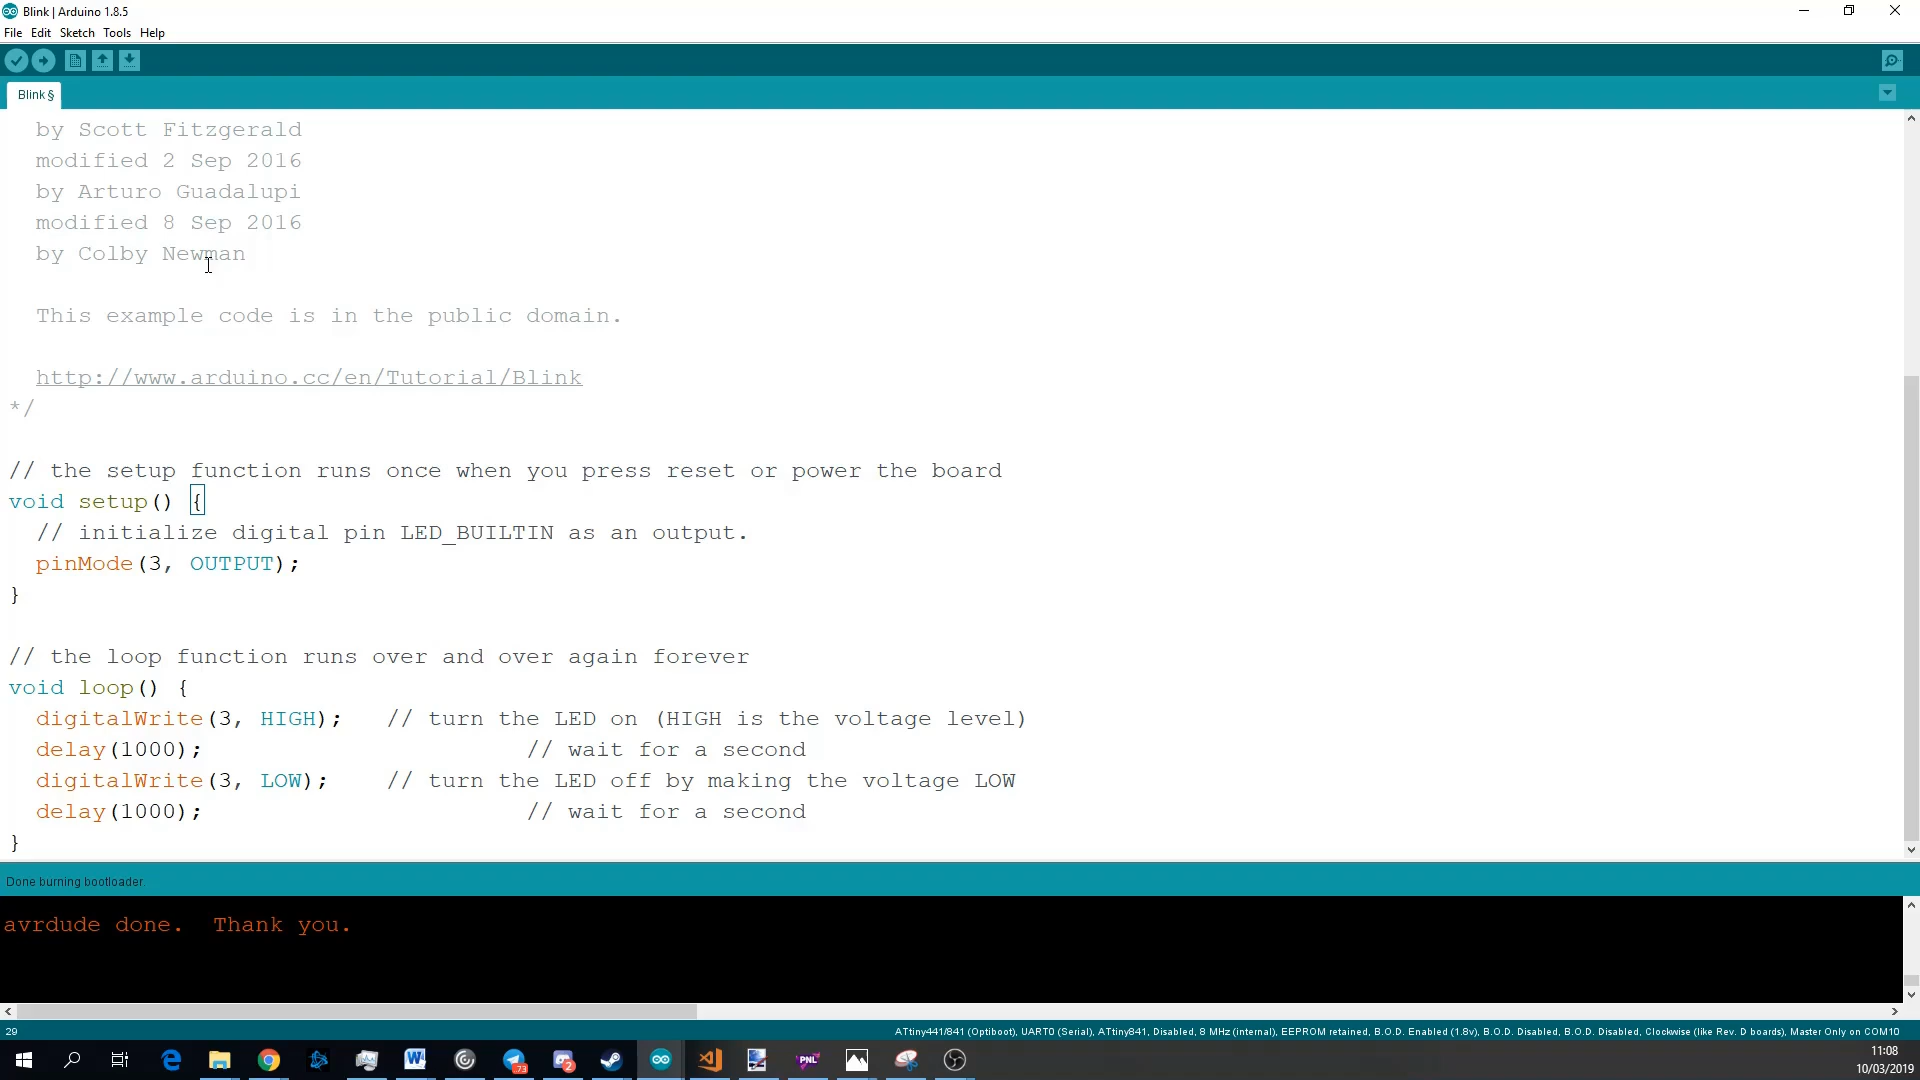 Blink | Arduino 1.8.5
File Edit Sketch Tools Help
Blink §
by Scott Fitzgerald
modified 2 Sep 2016
by Arturo Guadalupi
modified 8 Sep 2016
by Colby Newman
This example code is in the public domain.
http://www.arduino.cc/en/Tutorial/Blink
*/
// the setup function runs once when you press reset or power the board
void setup() {
// initialize digital pin LED_BUILTIN as an output.
pinMode(3, OUTPUT);
}
// the loop function runs over and over again forever
void loop() {
digitalWrite(3, HIGH);   // turn the LED on (HIGH is the voltage level)
delay(1000);                       // wait for a second
digitalWrite(3, LOW);    // turn the LED off by making the voltage LOW
delay(1000);                       // wait for a second
}
Done burning bootloader.
avrdude done.  Thank you.
29
ATtiny441/841 (Optiboot), UART0 (Serial), ATtiny841, Disabled, 8 MHz (internal), EEPROM retained, B.O.D. Enabled (1.8v), B.O.D. Disabled, B.O.D. Disabled, Clockwise (like Rev. D boards), Master Only on COM10
73
2
PNL
11:08
10/03/2019